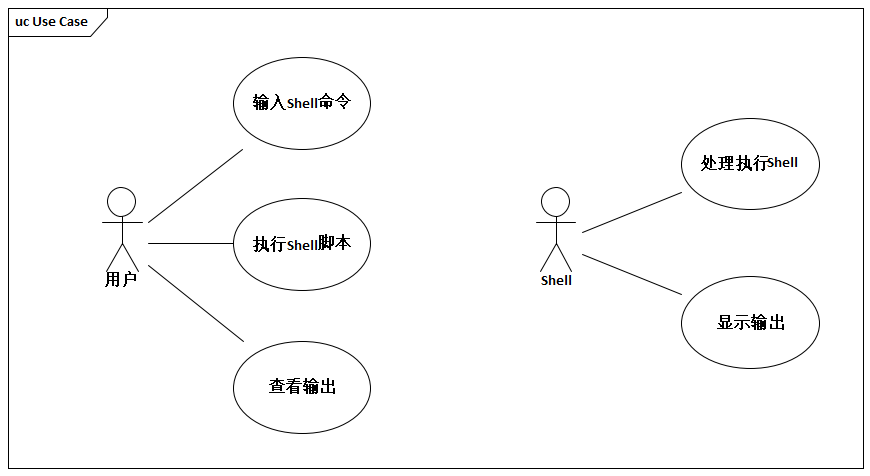 uc Use Case
输入Shell命令
执行Shell脚本
用户
查看输出
处理执行Shell
Shell
显示输出